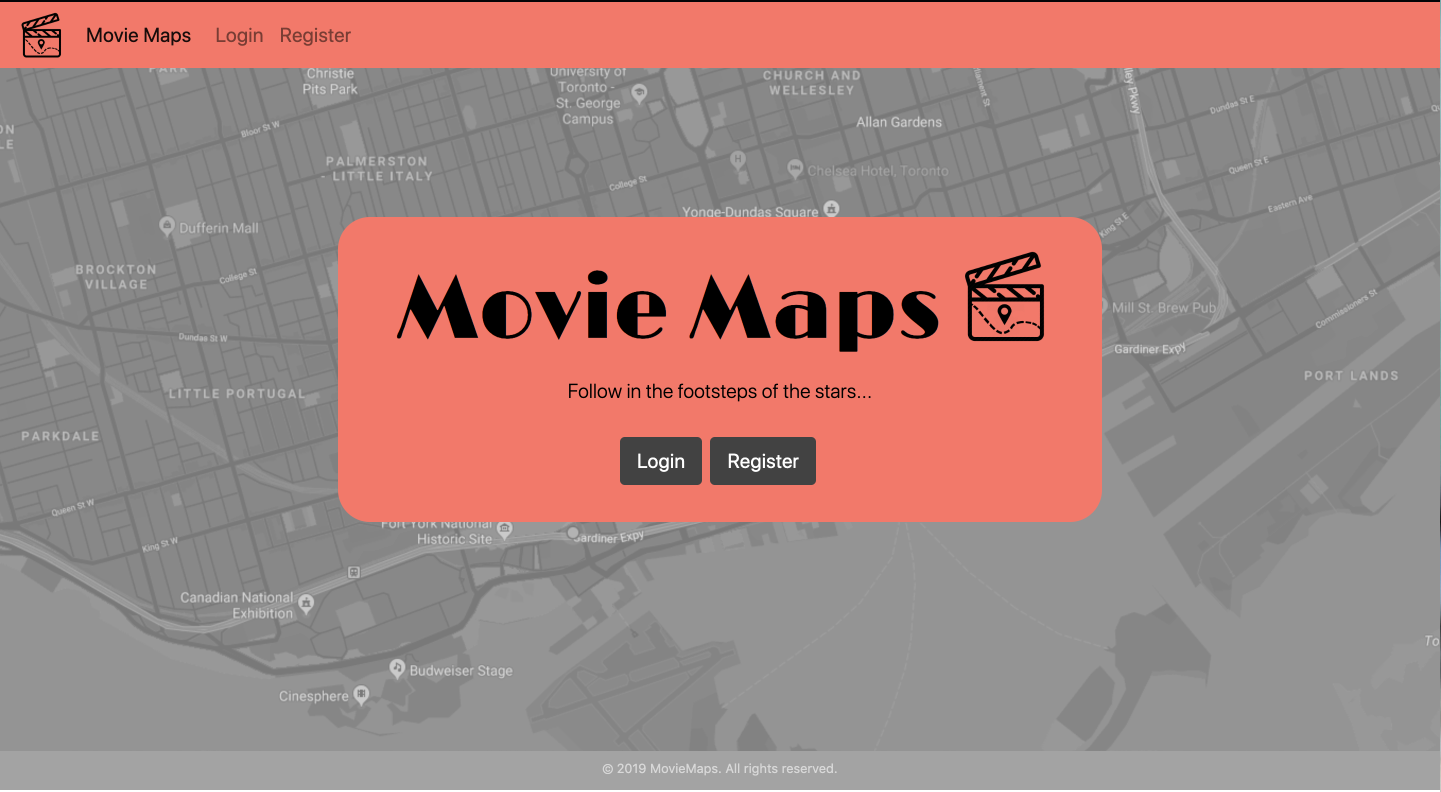 Movie Maps Login Register
PARK
Christie
Pits Park
University of
Toronto -
St. George
Campus
CHURCH AND
WELLESLEY
Allan Gardens
Dundas St E
Bloor St W
PALMERSTON
- LITTLE ITALY
H
Chelsea Hotel, Toronto
College St
Queen St E
Eastern Ave
Yonge-Dundas Square
King St E
Dufferin Mall
BROCKTON
VILLAGE
College St
Movie Maps
Mill St. Brew Pub
Commissioners St
Dundas St W
Gardiner Expy
PORT LANDS
LITTLE PORTUGAL
Follow in the footsteps of the stars...
PARKDALE
Login Register
Queen St W
King St W
Fort York National
Historic Site
Gardiner Expy
Canadian National
Exhibition
To
Budweiser Stage
Cinesphere
© 2019 MovieMaps. All rights reserved.